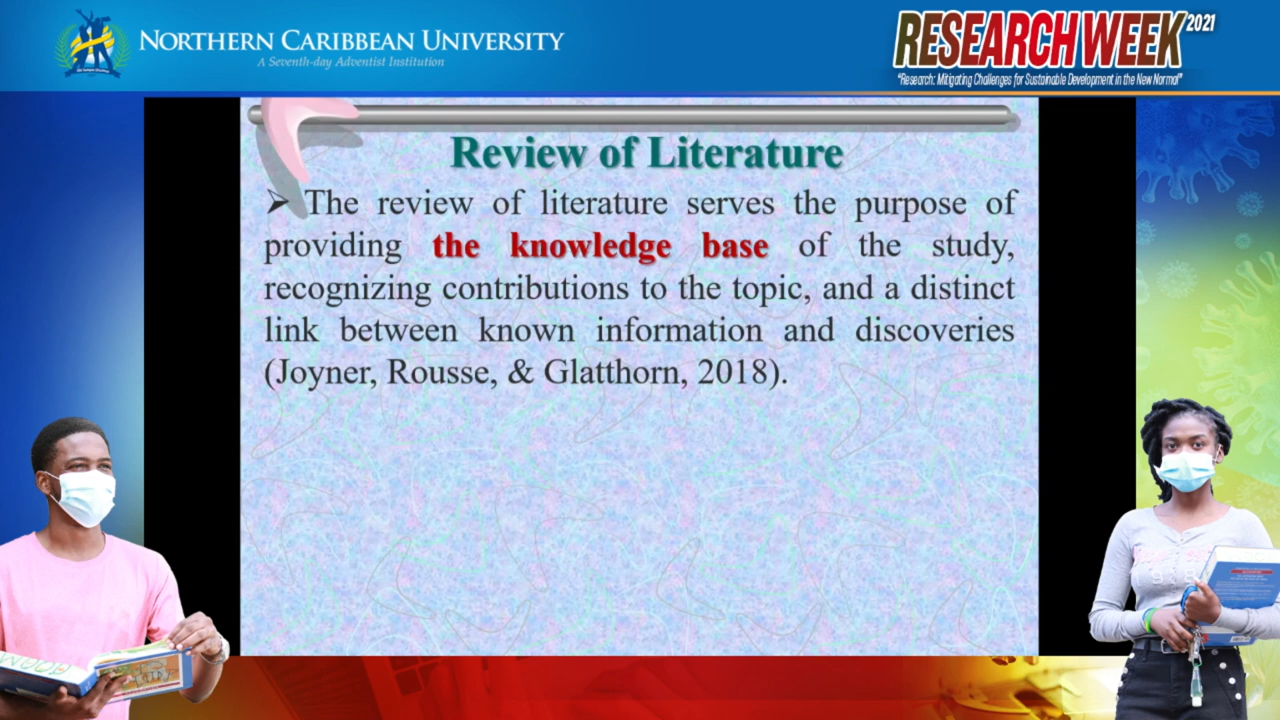 NORTHERN CARIBBEAN UNIVERSITY
A Seventh-day Adventist Institution
RESEARCH WEEK 2021
"Research: Mitigating Challenges for Sustainable Development in the New Normal"
Review of Literature
➢ The review of literature serves the purpose of
providing the knowledge base of the study,
recognizing contributions to the topic, and a distinct
link between known information and discoveries
(Joyner, Rousse, & Glatthorn, 2018).